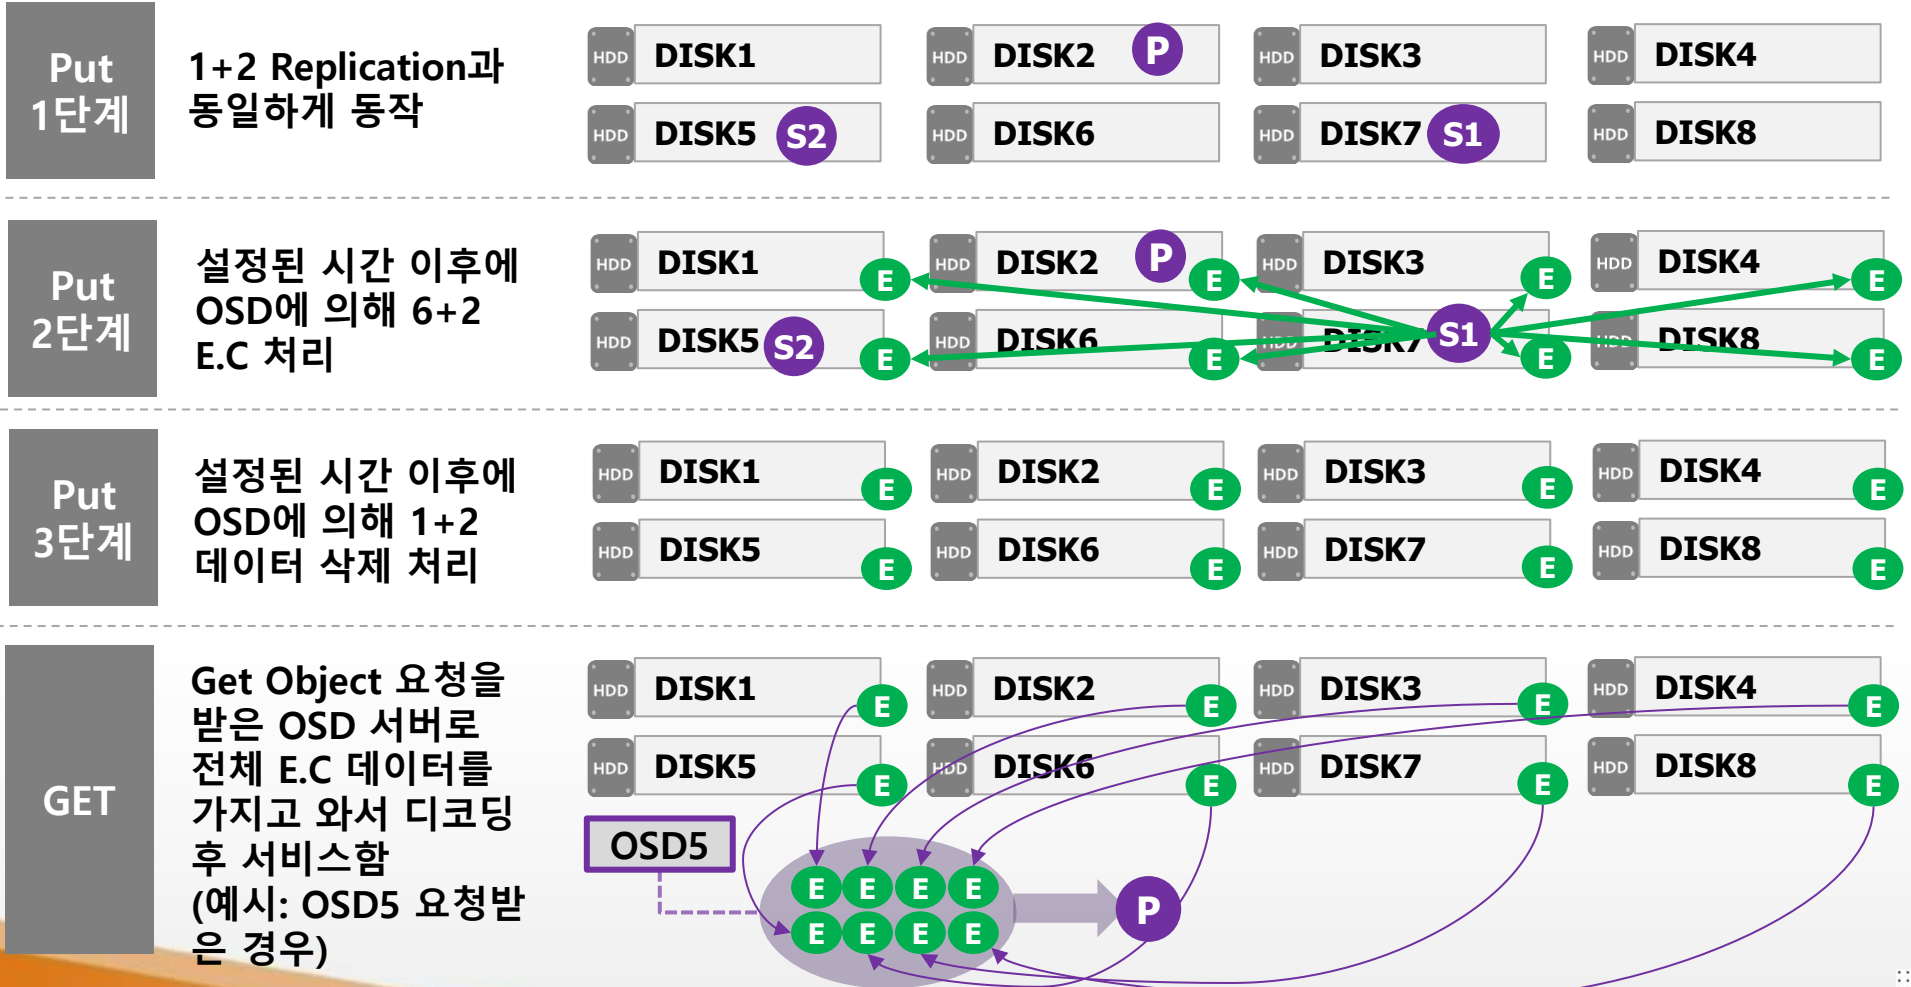 Put
1단계
1+2 Replication과
동일하게 동작
HDD DISK1
HDD DISK2 P
HDD DISK3
HDD DISK4
HDD DISK5 S2
HDD DISK6
HDD DISK7 S1
HDD DISK8
Put
2단계
설정된 시간 이후에
OSD에 의해 6+2
E.C 처리
HDD DISK1 E
HDD DISK2 P E
HDD DISK3 E
HDD DISK4 E
HDD DISK5 S2 E
HDD DISK6 E
HDD DISK7 S1 E
HDD DISK8 E
Put
3단계
설정된 시간 이후에
OSD에 의해 1+2
데이터 삭제 처리
HDD DISK1 E
HDD DISK2 E
HDD DISK3 E
HDD DISK4 E
HDD DISK5 E
HDD DISK6 E
HDD DISK7 E
HDD DISK8 E
GET
Get Object 요청을
받은 OSD 서버로
전체 E.C 데이터를
가지고 와서 디코딩
후 서비스함
(예시: OSD5 요청받
은 경우)
HDD DISK1 E
HDD DISK2 E
HDD DISK3 E
HDD DISK4 E
HDD DISK5 E
HDD DISK6 E
HDD DISK7 E
HDD DISK8 E
OSD5
E E E E
E E E E
P